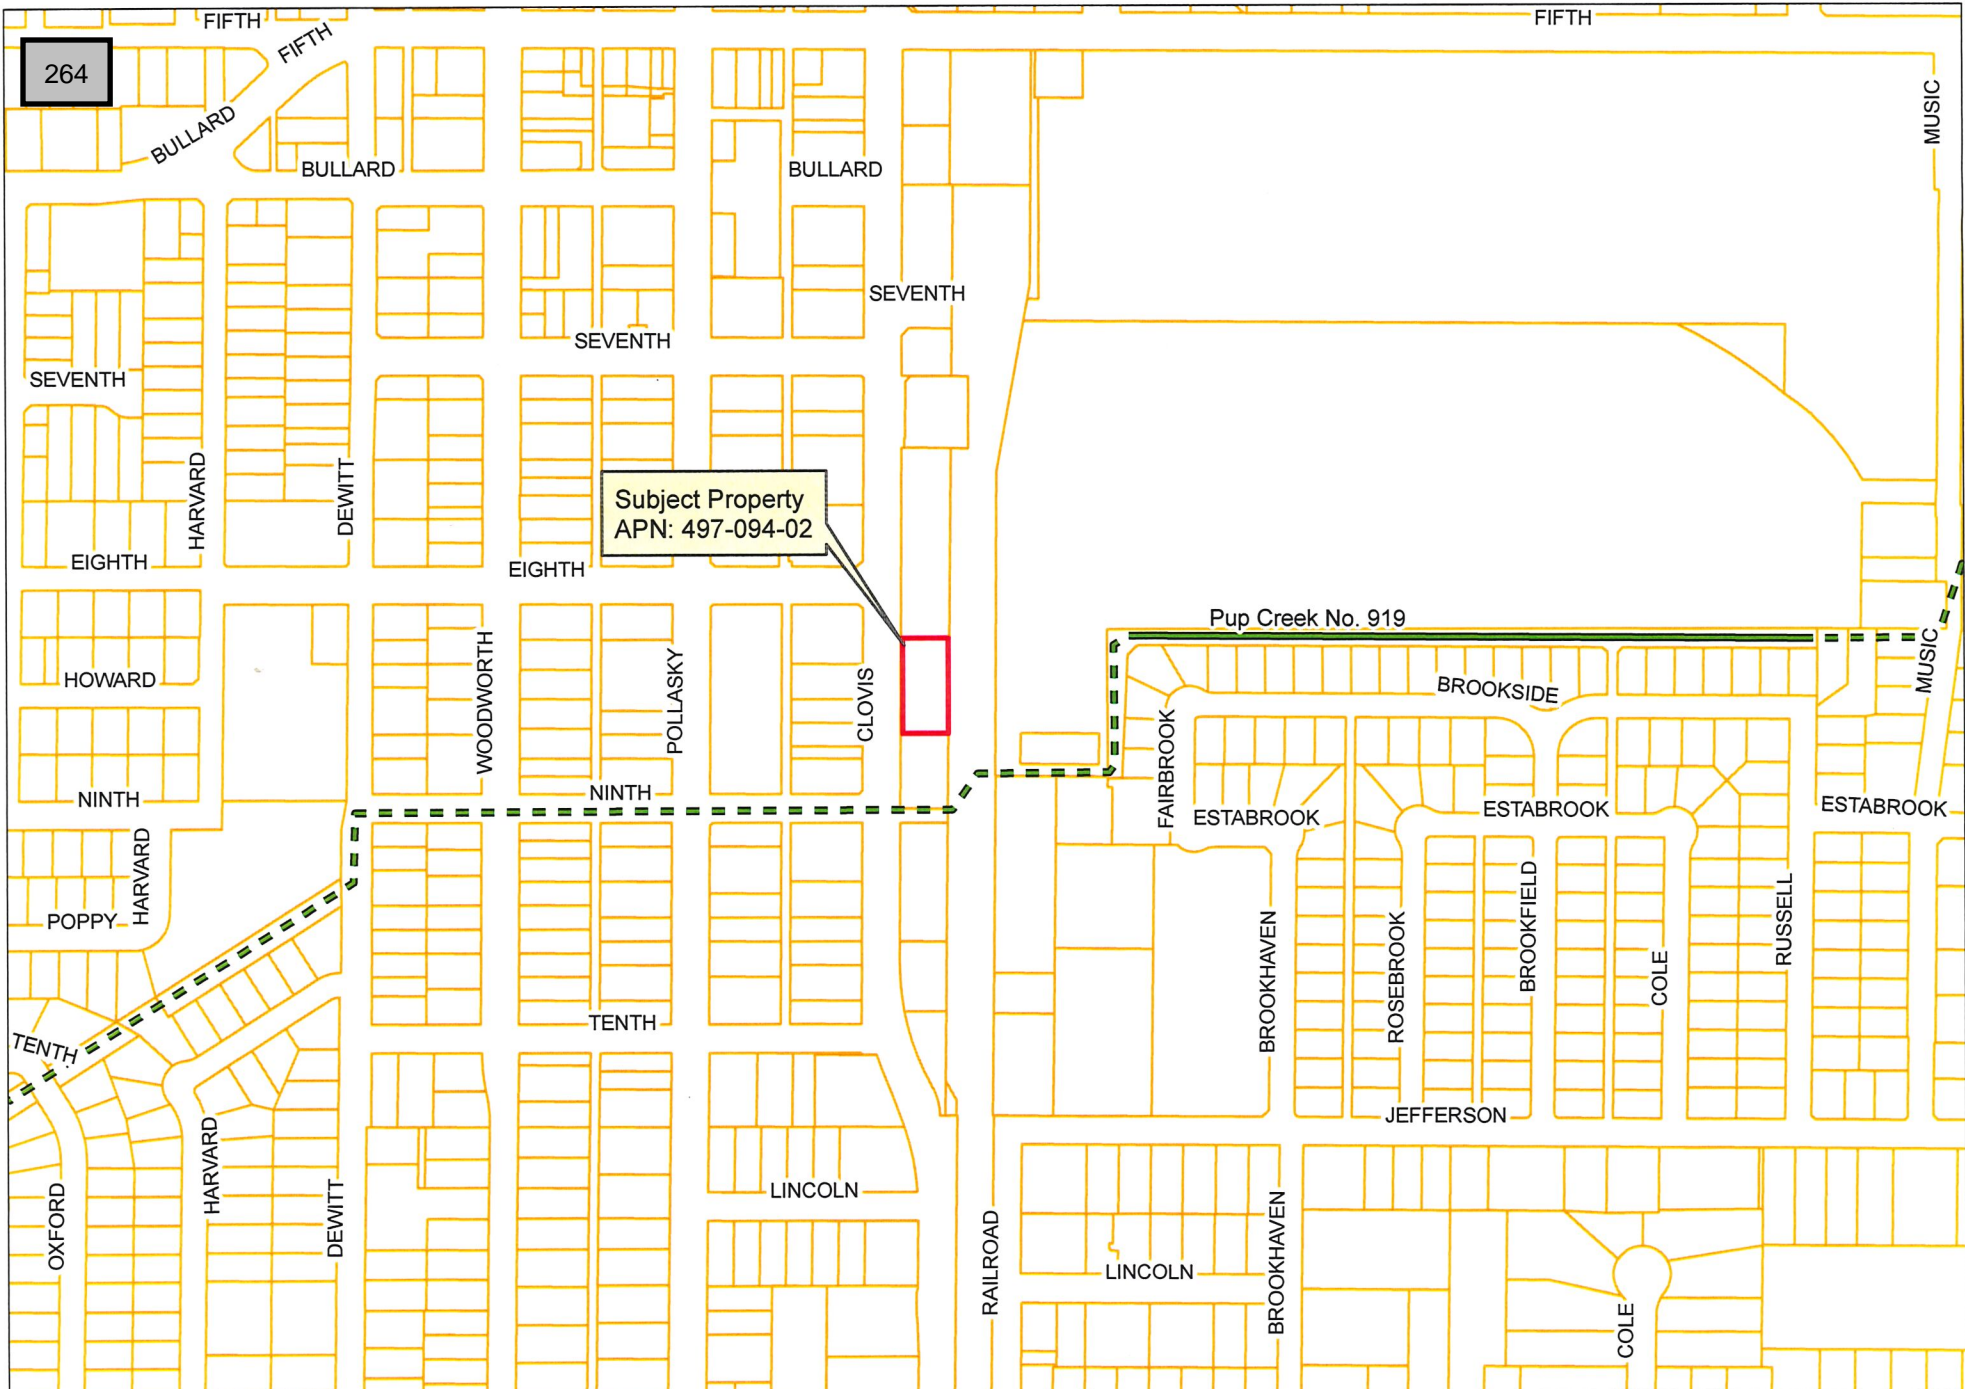 FIFTH
FIFTH
FIFTH
264
BULLARD
BULLARD
BULLARD
MUSIC
SEVENTH
SEVENTH
SEVENTH
HARVARD
DEWITT
Subject Property
APN: 497-094-02
EIGHTH
EIGHTH
Pup Creek No. 919
HOWARD
WOODWORTH
POLLASKY
CLOVIS
BROOKSIDE
MUSIC
FAIRBROOK
NINTH
NINTH
ESTABROOK
ESTABROOK
ESTABROOK
HARVARD
POPPY
BROOKHAVEN
ROSEBROOK
BROOKFIELD
COLE
RUSSELL
TENTH
TENTH
JEFFERSON
HARVARD
OXFORD
DEWITT
LINCOLN
RAILROAD
LINCOLN
BROOKHAVEN
COLE